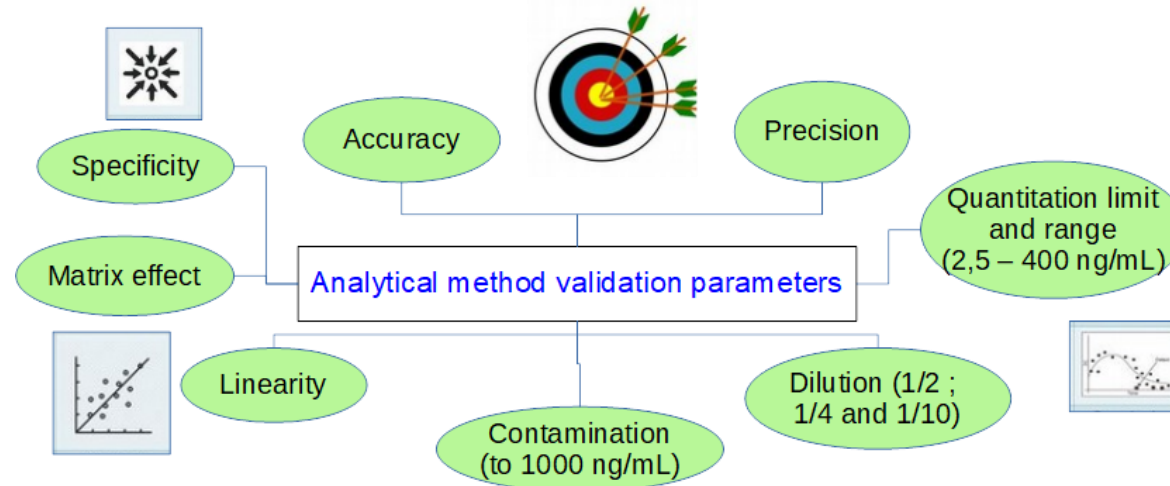 Accuracy
Precision
Specificity
Quantitation limit
and range
(2,5 – 400 ng/mL)
Matrix effect
Analytical method validation parameters
Linearity
Dilution (1/2 ;
1/4 and 1/10)
Contamination
(to 1000 ng/mL)